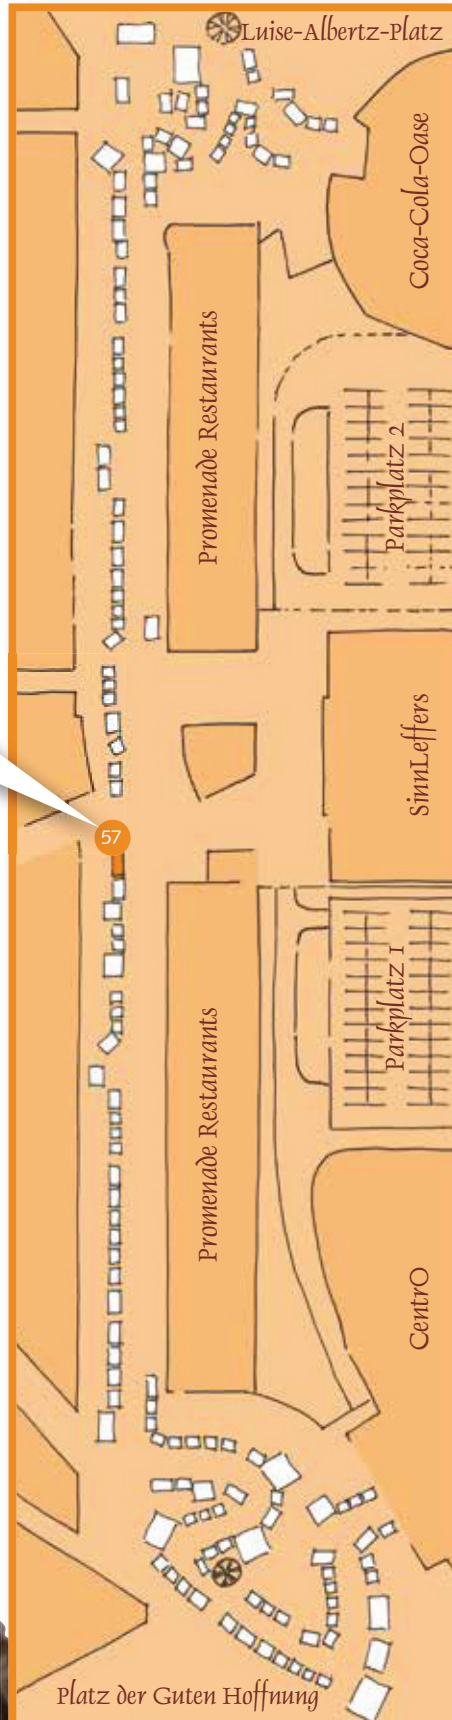 Luise-Albertz-Platz
Coca-Cola-Oase
Promenade Restaurants
Parkplatz 2
SinnLeffers
57
Parkplatz 1
Promenade Restaurants
CentrO
Platz der Guten Hoffnung